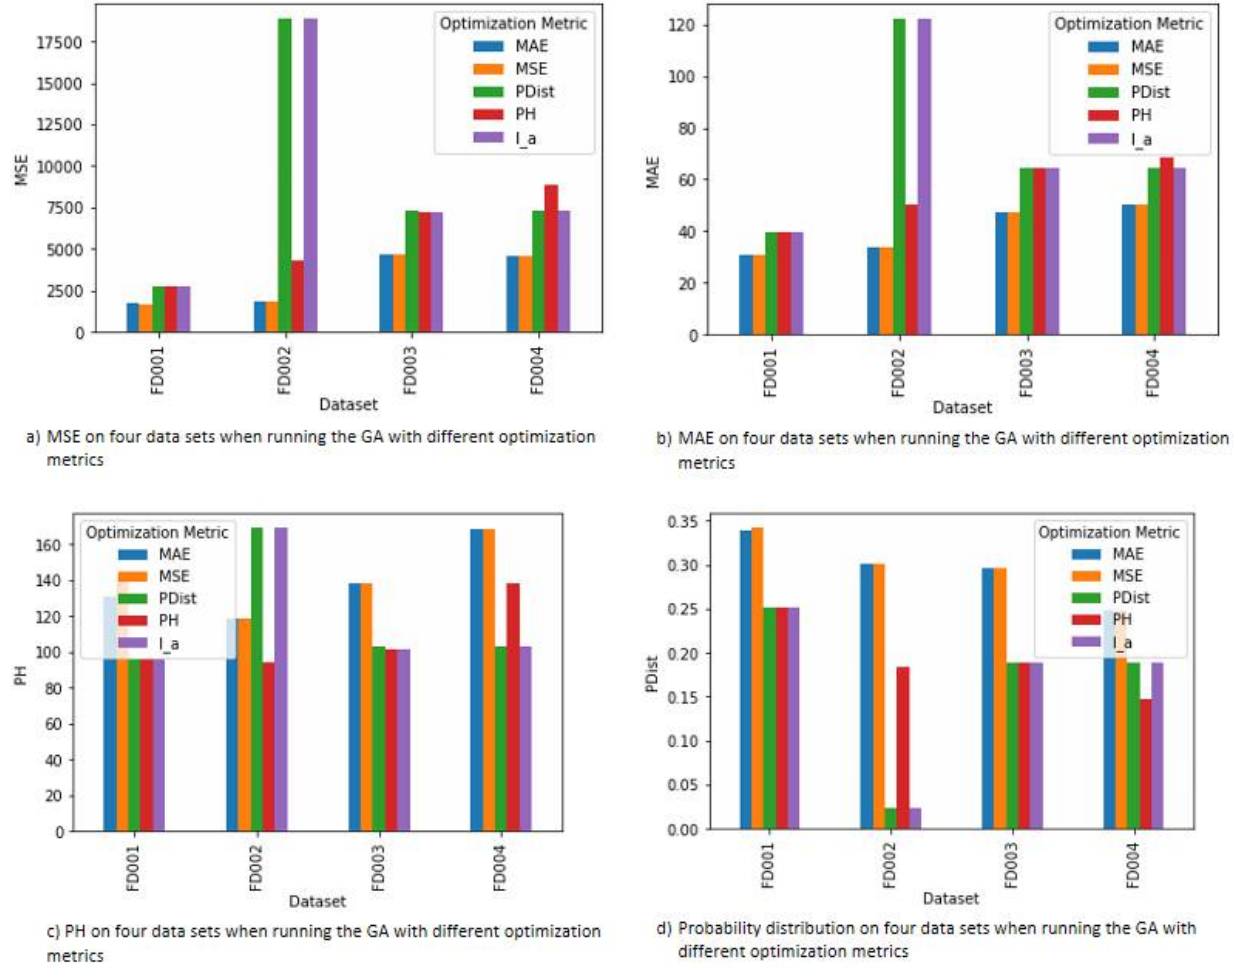 17500
15000
12500
10000
7500
5000
2500
0
MSE
Optimization Metric
MAE
MSE
PDist
PH
I_a
FD001
FD002
FD003
FD004
Dataset
a) MSE on four data sets when running the GA with different optimization
metrics
120
100
80
60
40
20
0
MAE
Optimization Metric
MAE
MSE
PDist
PH
I_a
FD001
FD002
FD003
FD004
Dataset
b) MAE on four data sets when running the GA with different optimization
metrics
160
140
120
100
80
60
40
20
0
PH
Optimization Metric
MAE
MSE
PDist
PH
I_a
FD001
FD002
FD003
FD004
Dataset
c) PH on four data sets when running the GA with different optimization
metrics
0.35
0.30
0.25
0.20
0.15
0.10
0.05
0.00
PDist
Optimization Metric
MAE
MSE
PDist
PH
I_a
FD001
FD002
FD003
FD004
Dataset
d) Probability distribution on four data sets when running the GA with
different optimization metrics